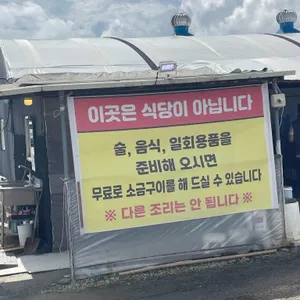 이곳은 식당이 아닙니다
술, 음식, 일회용품을
준비해 오시면
무료로 소금구이를 해 드실 수 있습니다
※ 다른 조리는 안 됩니다 ※